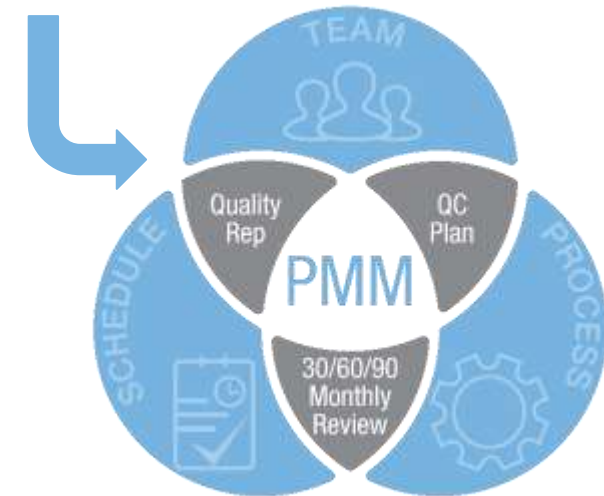 TEAM
Quality
Rep
QC
Plan
PMM
SCHEDULE
PROCESS
30/60/90
Monthly
Review